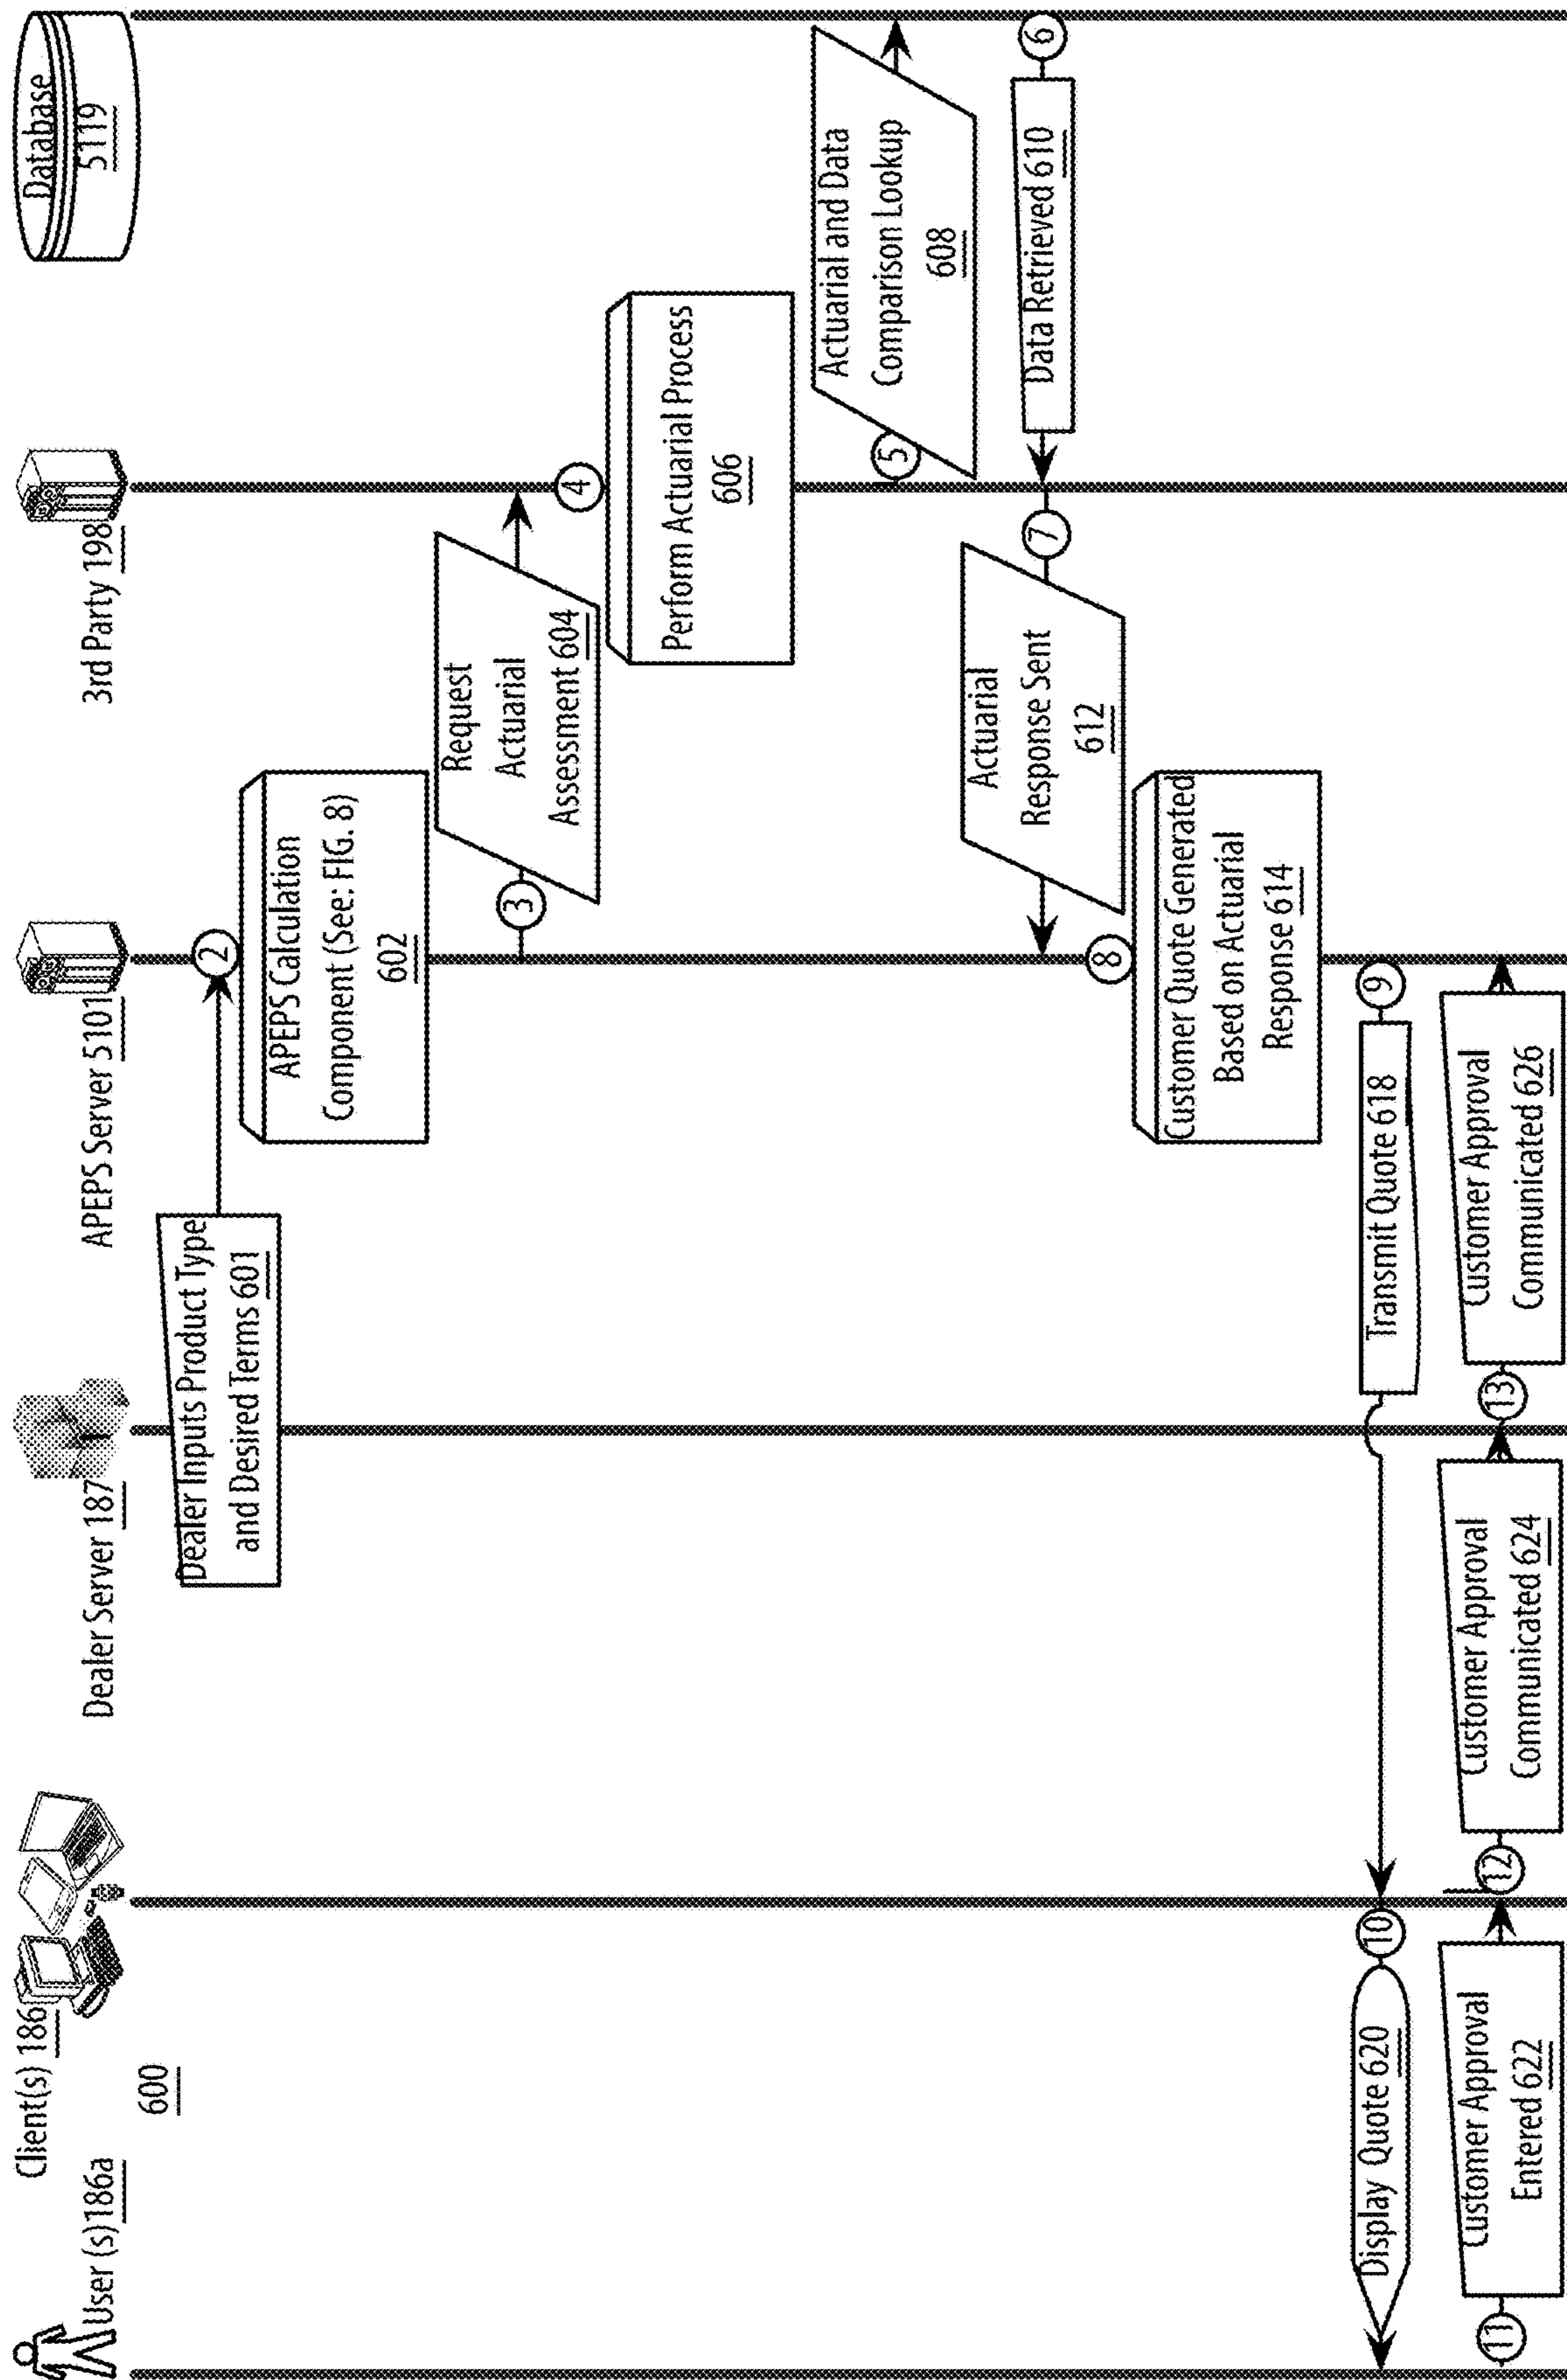 User (s)186a
Client(s) 186
Dealer Server 187
APEPS Server 5101
3rd Party 198
Database
5119
600
Dealer Inputs Product Type
and Desired Terms 601
2
APEPS Calculation
Component (See: FIG. 8)
602
3
Request
Actuarial
Assessment 604
4
Perform Actuarial Process
606
5
Actuarial and Data
Comparison Lookup
608
6
Data Retrieved 610
7
Actuarial
Response Sent
612
8
Customer Quote Generated
Based on Actuarial
Response 614
9
Transmit Quote 618
10
Display Quote 620
11
Customer Approval
Entered 622
12
Customer Approval
Communicated 624
13
Customer Approval
Communicated 626